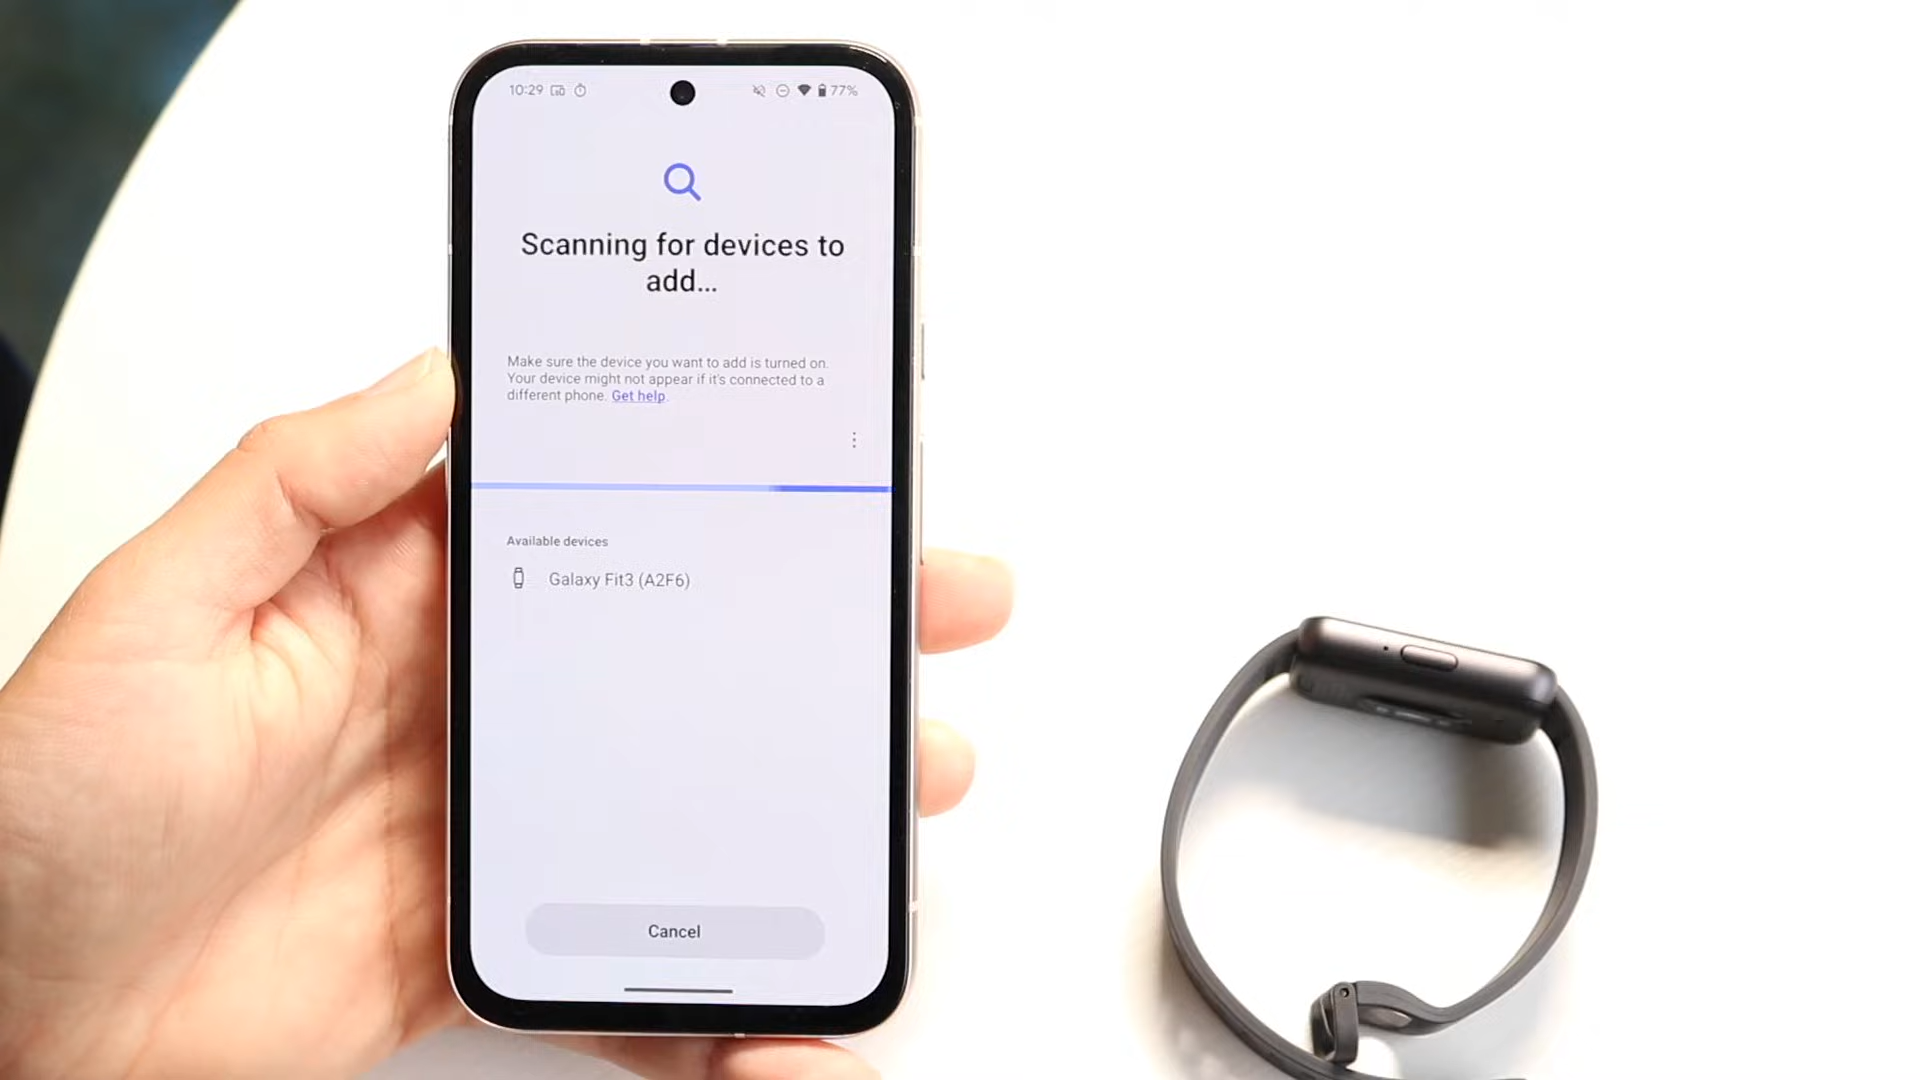 10:29 77%
Scanning for devices to
add...
Make sure the device you want to add is turned on.
Your device might not appear if it's connected to a
different phone. Get help.
Available devices
Galaxy Fit3 (A2F6)
Cancel